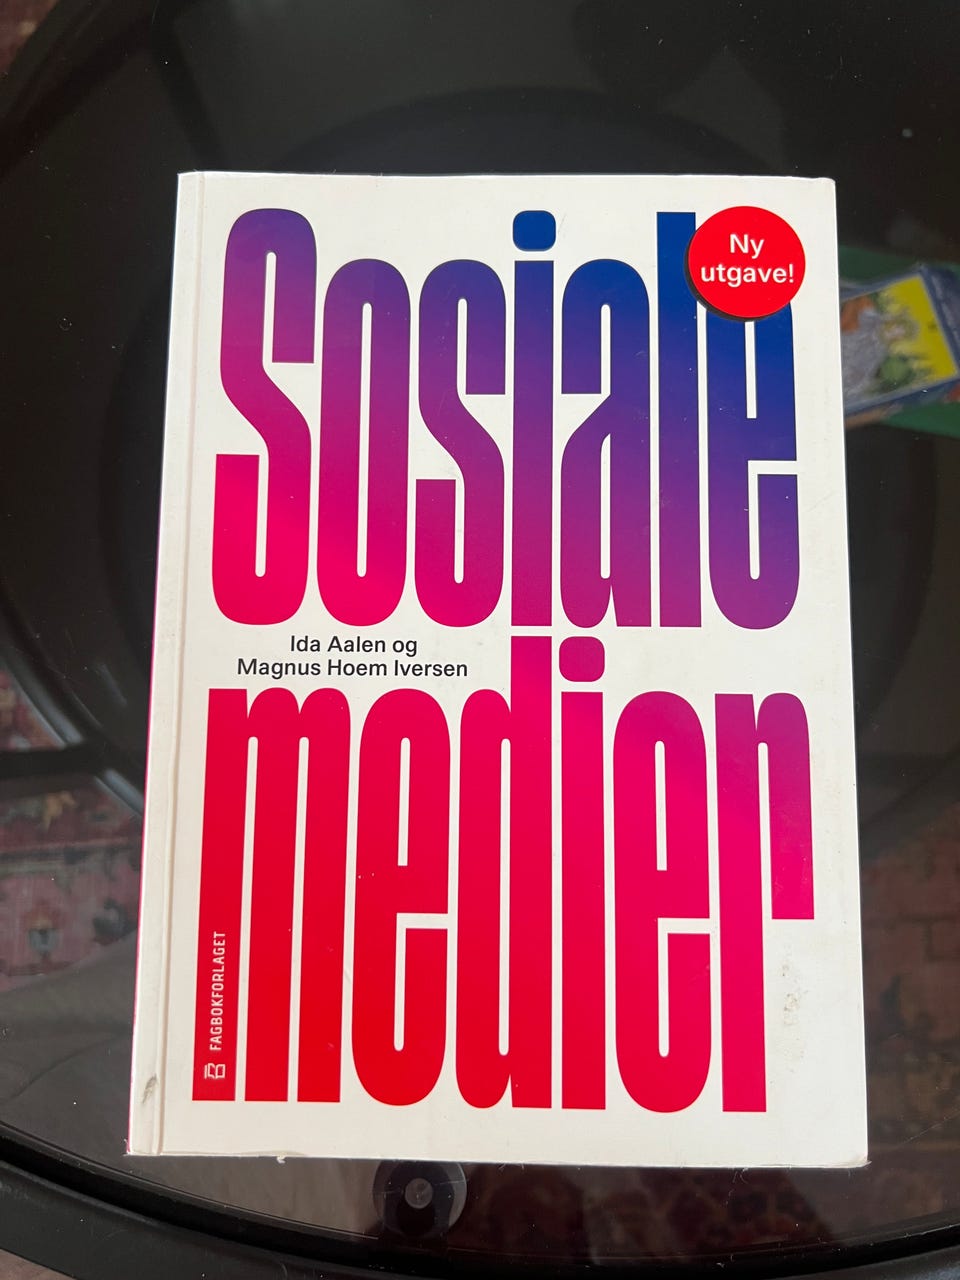 Sosiale
Ny
utgave!
Ida Aalen og
Magnus Hoem Iversen
medier
FAGBOKFORLAGET